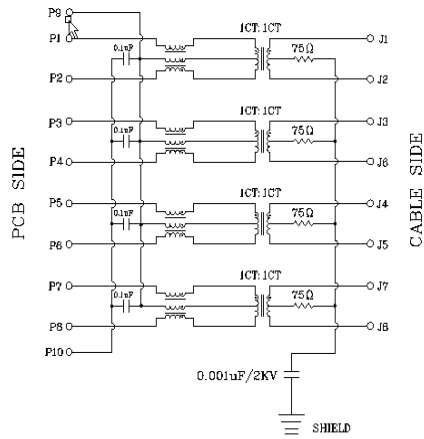 P9
1CT:1CT
P1
J1
0.1uF
75Ω
P2
J2
1CT:1CT
P3
J3
0.1uF
75Ω
P4
J6
PCB SIDE
CABLE SIDE
1CT:1CT
P5
J4
0.1uF
75Ω
P6
J5
1CT:1CT
P7
J7
0.1uF
75Ω
P8
J8
P10
0.001uF/2KV
SHIELD